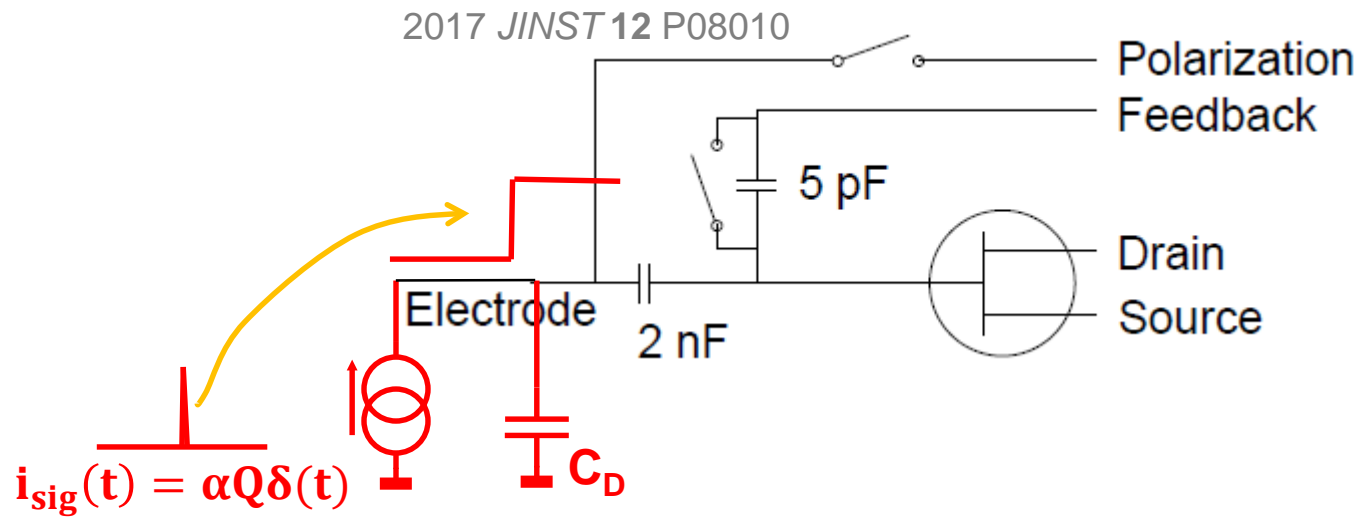 2017 JINST 12 P08010
Polarization
Feedback
5 pF
Drain
Electrode
Source
2 nF
C_D
i_sig(t) = αQδ(t)